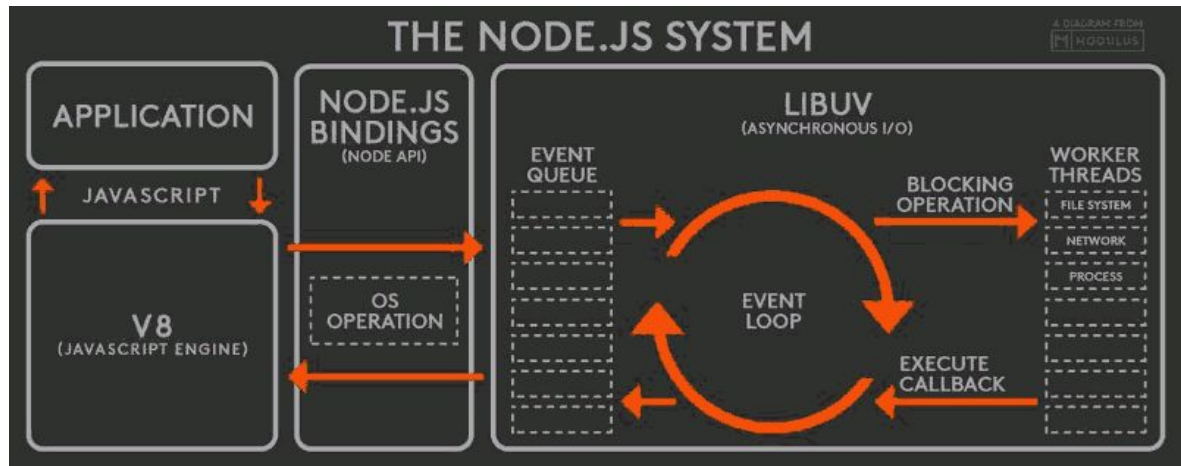 THE NODE.JS SYSTEM
A DIAGRAM FROM
MODULUS
APPLICATION
JAVASCRIPT
V8
(JAVASCRIPT ENGINE)
NODE.JS
BINDINGS
(NODE API)
OS
OPERATION
LIBUV
(ASYNCHRONOUS I/O)
EVENT
QUEUE
EVENT
LOOP
BLOCKING
OPERATION
EXECUTE
CALLBACK
WORKER
THREADS
FILE SYSTEM
NETWORK
PROCESS